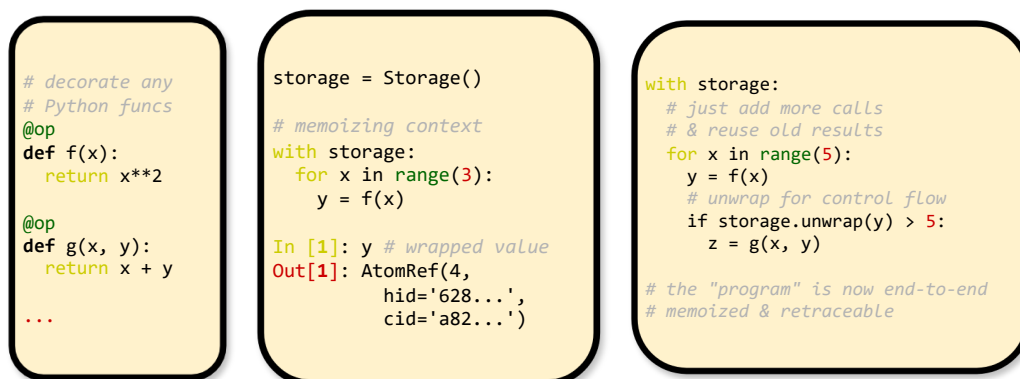 # decorate any
# Python funcs
@op
def f(x):
  return x**2

@op
def g(x, y):
  return x + y

...

storage = Storage()

# memoizing context
with storage:
  for x in range(3):
    y = f(x)

In [1]: y # wrapped value
Out[1]: AtomRef(4,
          hid='628...',
          cid='a82...')

with storage:
  # just add more calls
  # & reuse old results
  for x in range(5):
    y = f(x)
    # unwrap for control flow
    if storage.unwrap(y) > 5:
      z = g(x, y)

# the "program" is now end-to-end
# memoized & retraceable